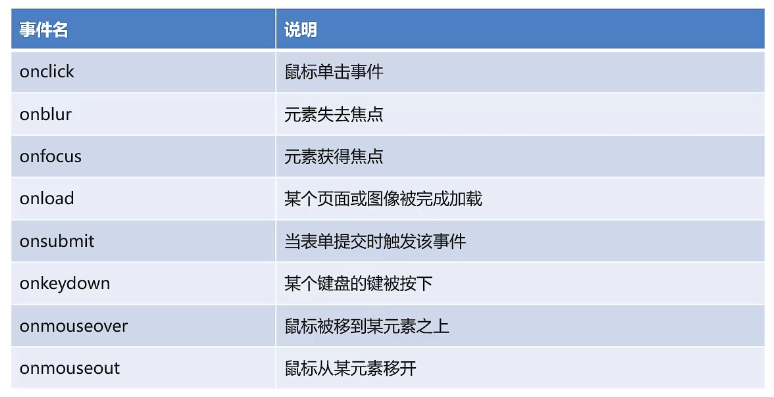 事件名 说明
onclick 鼠标单击事件
onblur 元素失去焦点
onfocus 元素获得焦点
onload 某个页面或图像被完成加载
onsubmit 当表单提交时触发该事件
onkeydown 某个键盘的键被按下
onmouseover 鼠标被移到某元素之上
onmouseout 鼠标从某元素移开